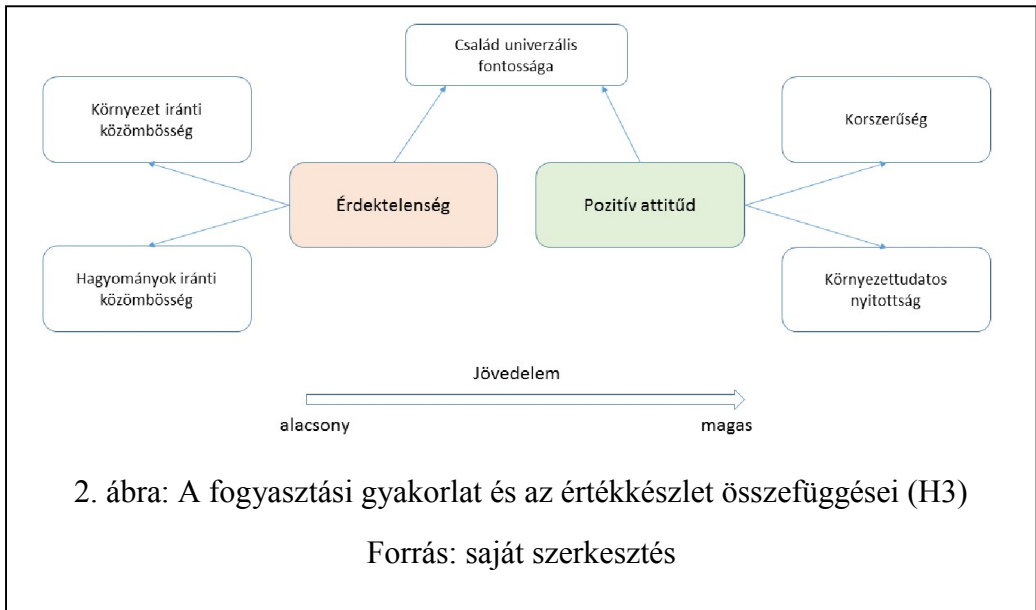 Család univerzális
fontossága
Környezet iránti
közömbösség
Korszerűség
Érdektelenség
Pozitív attitűd
Hagyományok iránti
közömbösség
Környezettudatos
nyitottság
Jövedelem
alacsony
magas
2. ábra: A fogyasztási gyakorlat és az értékkészlet összefüggései (H3)
Forrás: saját szerkesztés